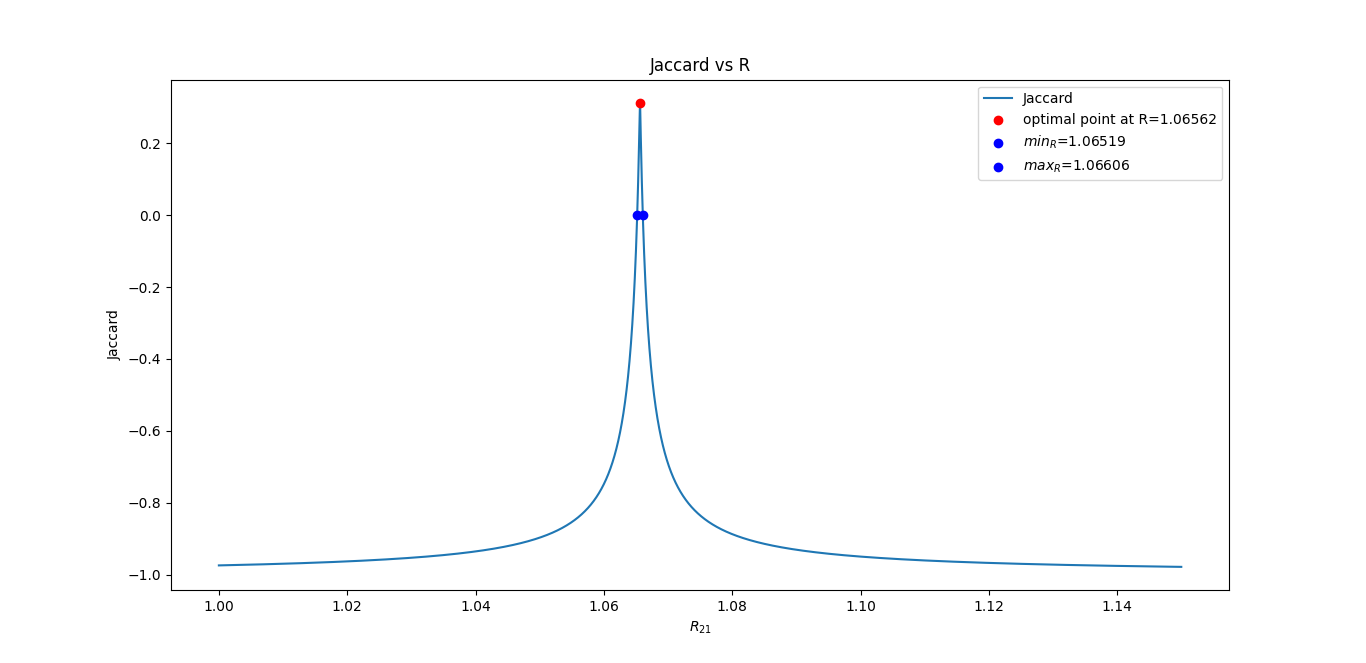 Jaccard vs R
Jaccard
optimal point at R=1.06562
min_R=1.06519
max_R=1.06606
0.2
0.0
−0.2
−0.4
−0.6
−0.8
−1.0
Jaccard
1.00 1.02 1.04 1.06 1.08 1.10 1.12 1.14
R_21